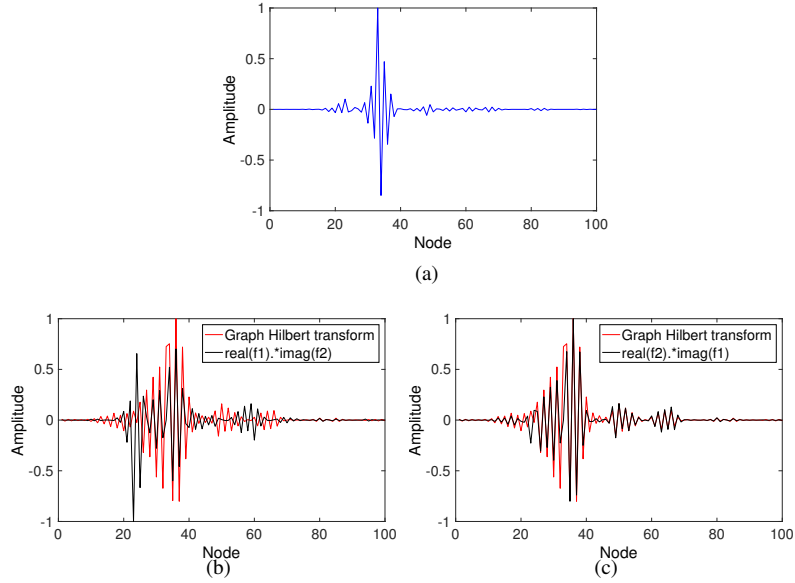 1
0.5
0
-0.5
-1
Amplitude
0 20 40 60 80 100
Node
(a)
1
0.5
0
-0.5
-1
Amplitude
Graph Hilbert transform
real(f1).*imag(f2)
0 20 40 60 80 100
Node
(b)
1
0.5
0
-0.5
-1
Amplitude
Graph Hilbert transform
real(f2).*imag(f1)
0 20 40 60 80 100
Node
(c)